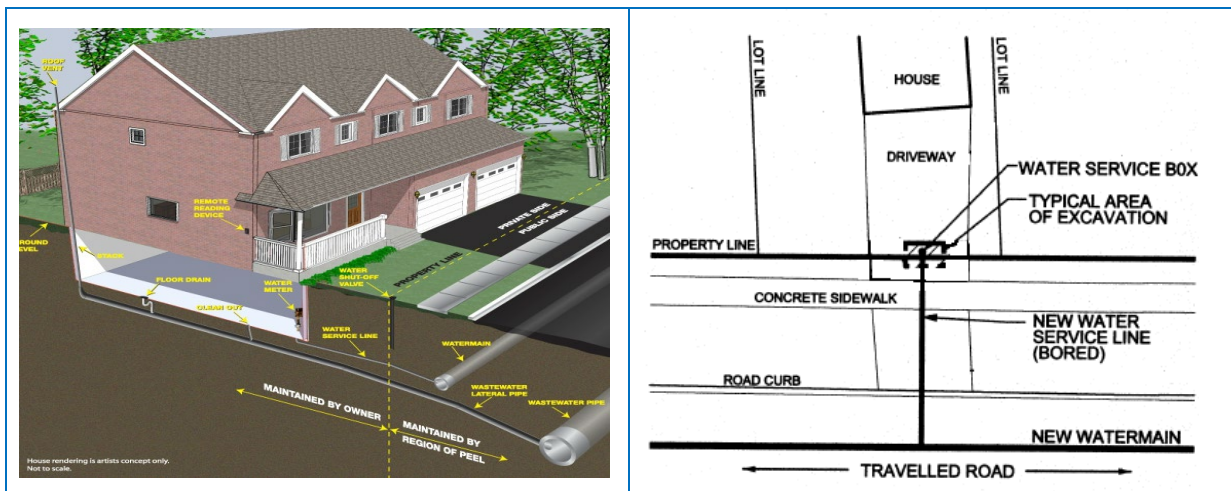 ROOF
VENT
REMOTE
READING
DEVICE
GROUND
LEVEL
STACK
FLOOR DRAIN
CLEAN OUT
WATER
METER
WATER
SHUT-OFF
VALVE
PROPERTY LINE
PRIVATE SIDE
PUBLIC SIDE
WATER
SERVICE LINE
WATERMAIN
WASTEWATER
LATERAL PIPE
WASTEWATER PIPE
MAINTAINED BY OWNER
MAINTAINED BY
REGION OF PEEL
House rendering is artists concept only.
Not to scale.
LOT LINE
HOUSE
LOT LINE
DRIVEWAY
WATER SERVICE B0X
TYPICAL AREA
OF EXCAVATION
PROPERTY LINE
CONCRETE SIDEWALK
NEW WATER
SERVICE LINE
(BORED)
ROAD CURB
NEW WATERMAIN
TRAVELLED ROAD